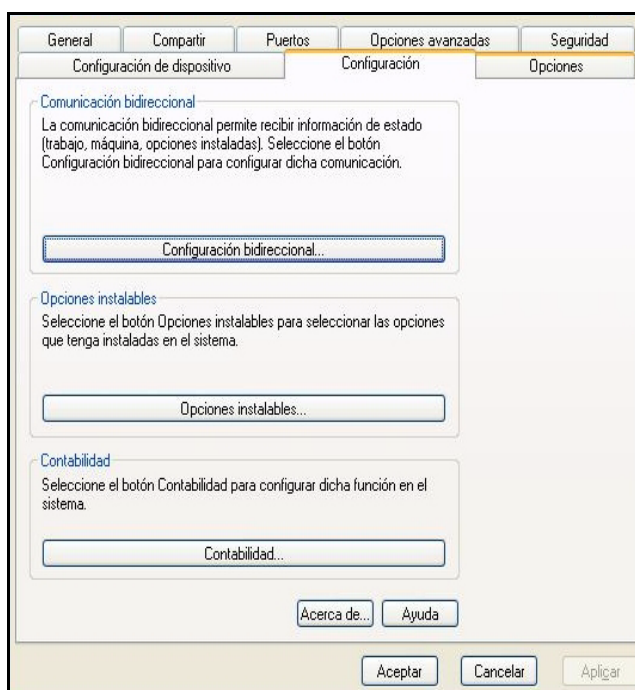 General Compartir Puertos Opciones avanzadas Seguridad
Configuración de dispositivo Configuración Opciones
Comunicación bidireccional
La comunicación bidireccional permite recibir información de estado
(trabajo, máquina, opciones instaladas). Seleccione el botón
Configuración bidireccional para configurar dicha comunicación.
Configuración bidireccional...
Opciones instalables
Seleccione el botón Opciones instalables para seleccionar las opciones
que tenga instaladas en el sistema.
Opciones instalables...
Contabilidad
Seleccione el botón Contabilidad para configurar dicha función en el
sistema.
Contabilidad...
Acerca de... Ayuda
Aceptar Cancelar Aplicar